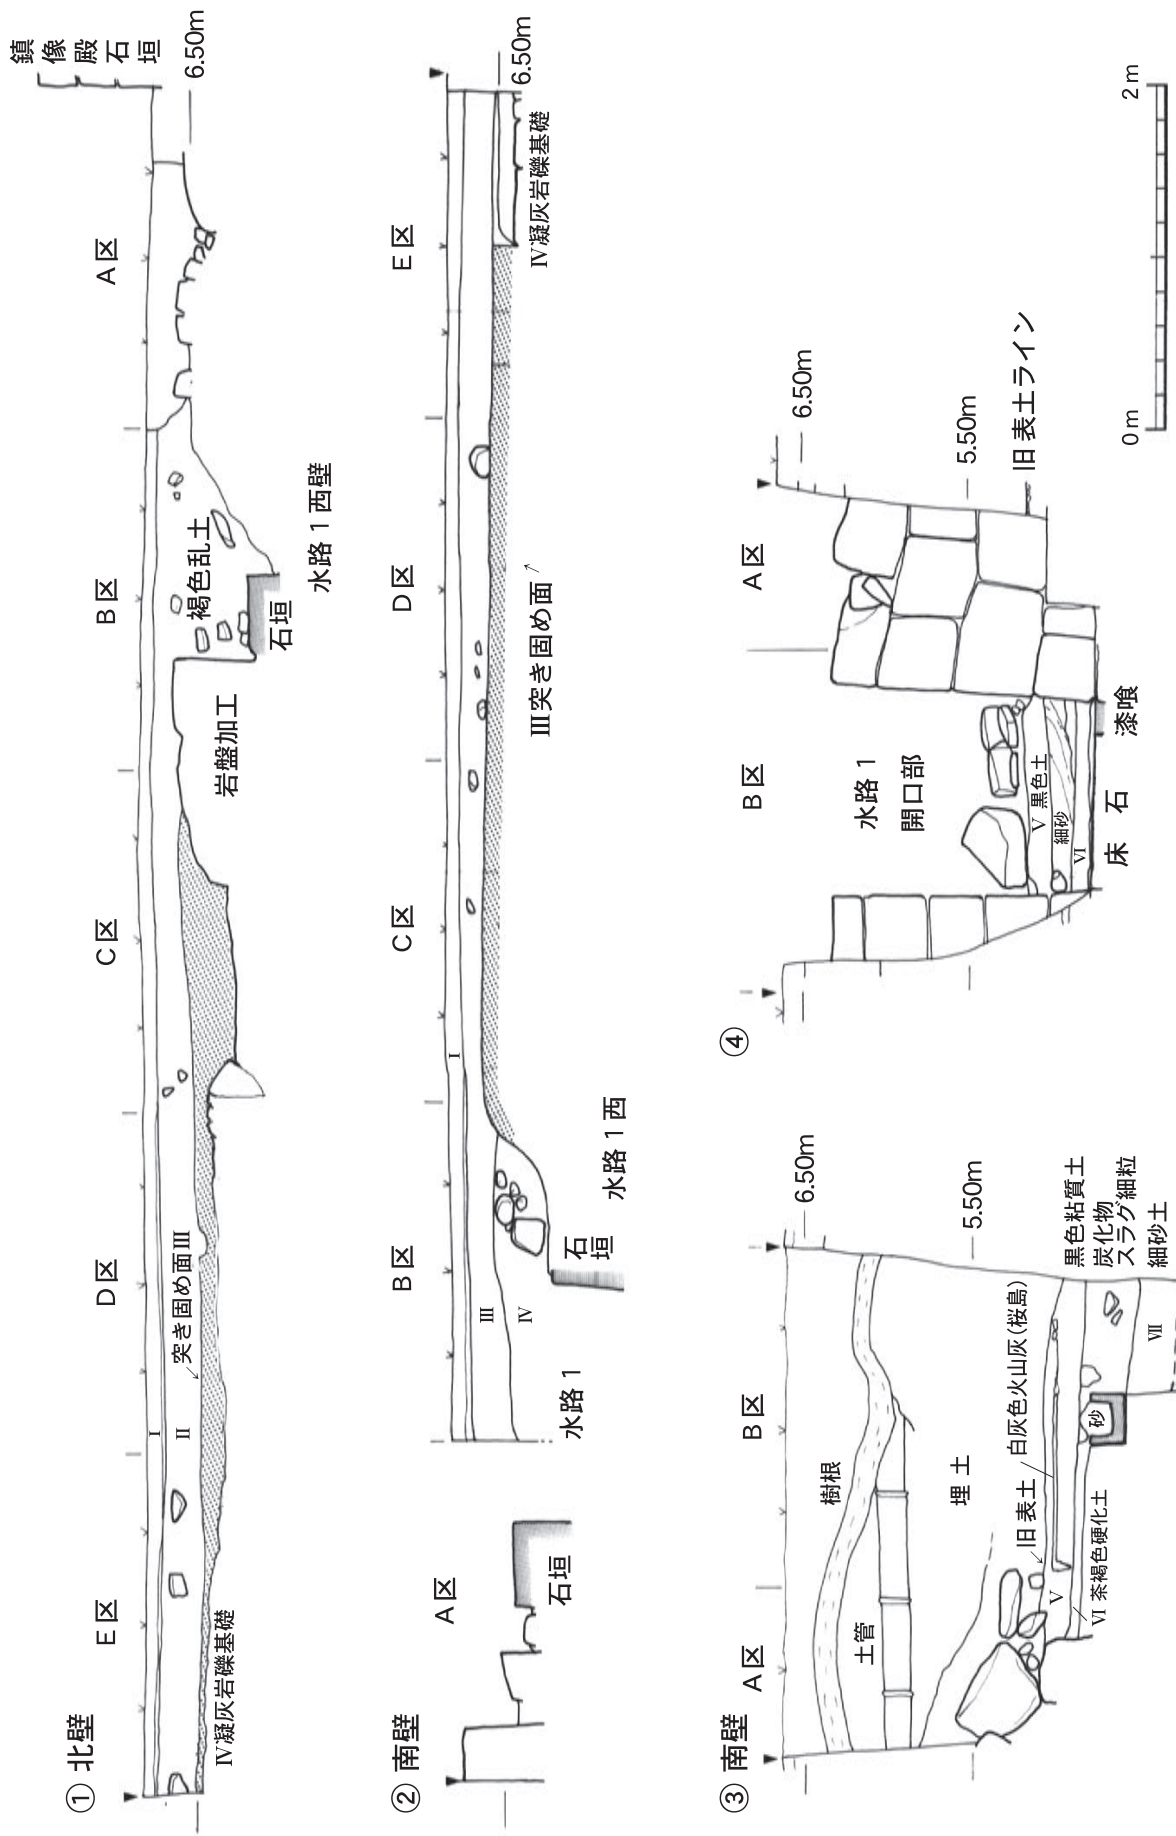 ① 北壁
E区
D区
C区
B区
A区
鎮像殿石垣
6.50m
I
II
突き固め面III
IV凝灰岩礫基礎
岩盤加工
褐色乱土
石垣
水路1西壁
② 南壁
A区
石垣
B区
C区
D区
E区
6.50m
I
III
IV
水路1
石垣
水路1西
III突き固め面
IV凝灰岩礫基礎
③ 南壁
A区
B区
6.50m
5.50m
樹根
土管
埋土
旧表土
白灰色火山灰(桜島)
V
VI 茶褐色硬化土
砂
VII
黒色粘質土
炭化物
スラグ細粒
細砂土
④
B区
A区
6.50m
5.50m
旧表土ライン
水路1
開口部
V 黒色土
細砂
VI
床石
漆喰
0m
2m